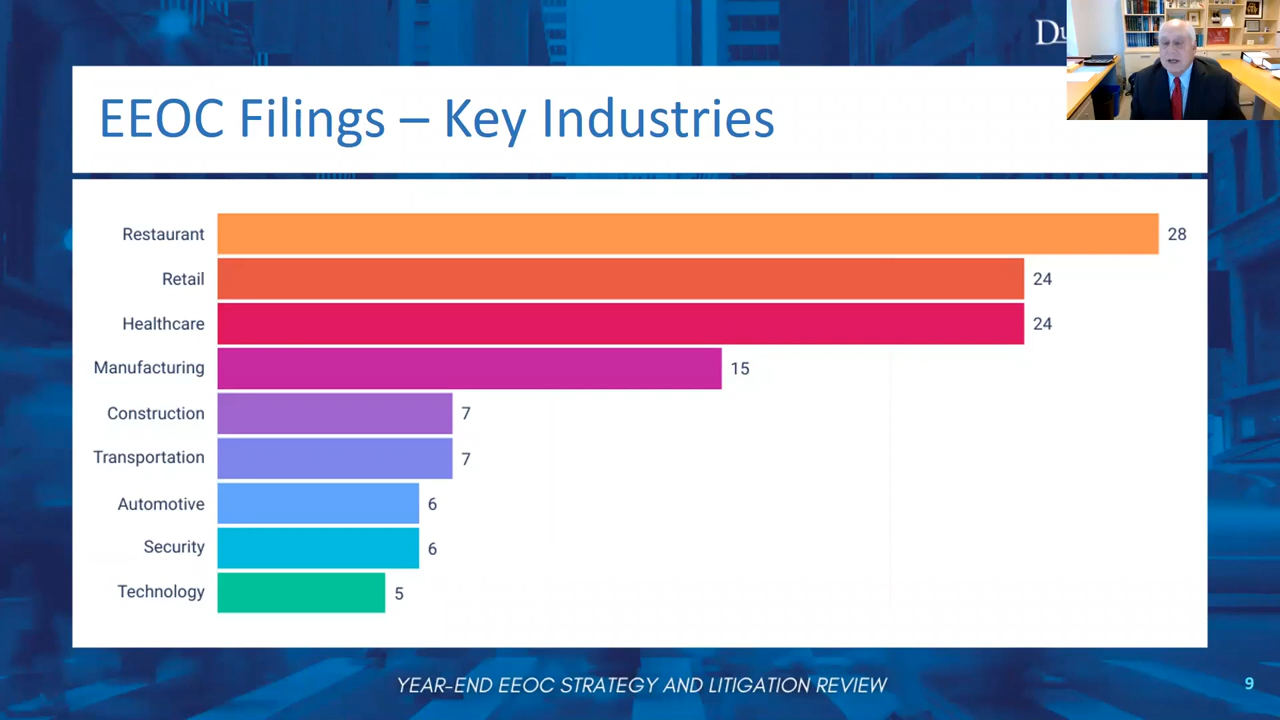 EEOC Filings – Key Industries
Restaurant 28
Retail 24
Healthcare 24
Manufacturing 15
Construction 7
Transportation 7
Automotive 6
Security 6
Technology 5
YEAR-END EEOC STRATEGY AND LITIGATION REVIEW
9